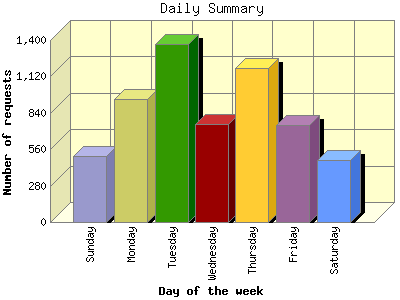 Daily Summary
Number of requests
1,400
1,120
840
560
280
0
Sunday
Monday
Tuesday
Wednesday
Thursday
Friday
Saturday
Day of the week